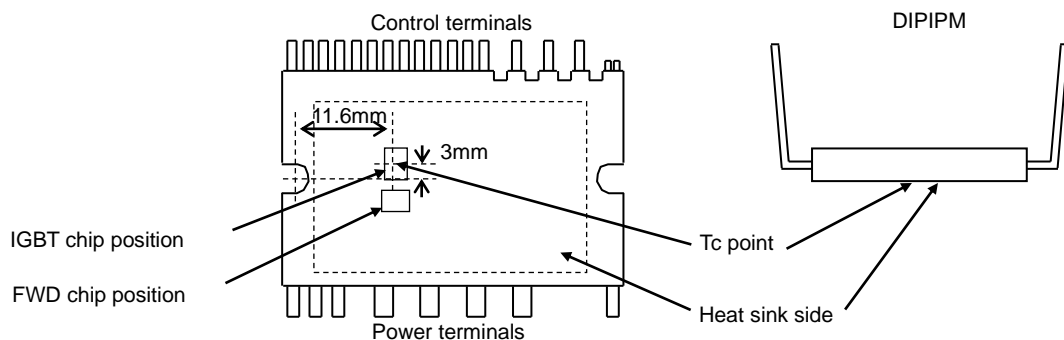 Control terminals
DIPIPM
11.6mm
3mm
IGBT chip position
Tc point
FWD chip position
Heat sink side
Power terminals